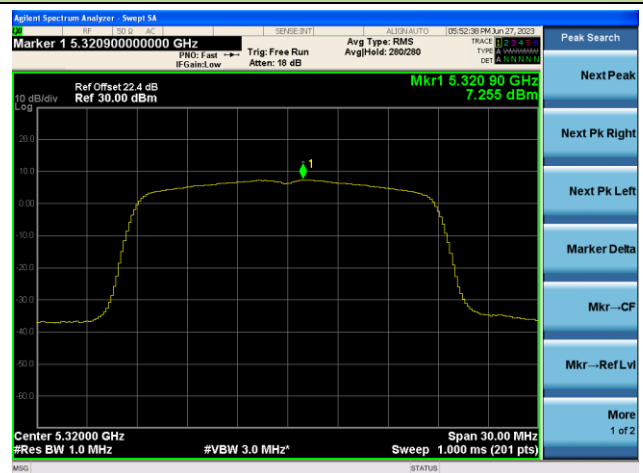 Agilent Spectrum Analyzer - Swept SA
RF 50 Ω AC SENSE:INT ALIGN AUTO 05:52:38 PM Jun 27, 2023
Marker 1 5.320900000000 GHz
PNO: Fast
IFGain:Low
Trig: Free Run
Atten: 18 dB
Avg Type: RMS
Avg|Hold: 280/280
TRACE 1 2 3 4 5 6
TYPE A
DET A N N N N N
Peak Search
Ref Offset 22.4 dB
Ref 30.00 dBm
10 dB/div
Log
Mkr1 5.320 90 GHz
7.255 dBm
Next Peak
Next Pk Right
Next Pk Left
Marker Delta
Mkr→CF
Mkr→RefLvl
More
1 of 2
20.0
10.0
0.00
-10.0
-20.0
-30.0
-40.0
-50.0
-60.0
1
Center 5.32000 GHz
#Res BW 1.0 MHz
#VBW 3.0 MHz*
Span 30.00 MHz
Sweep 1.000 ms (201 pts)
MSG
STATUS